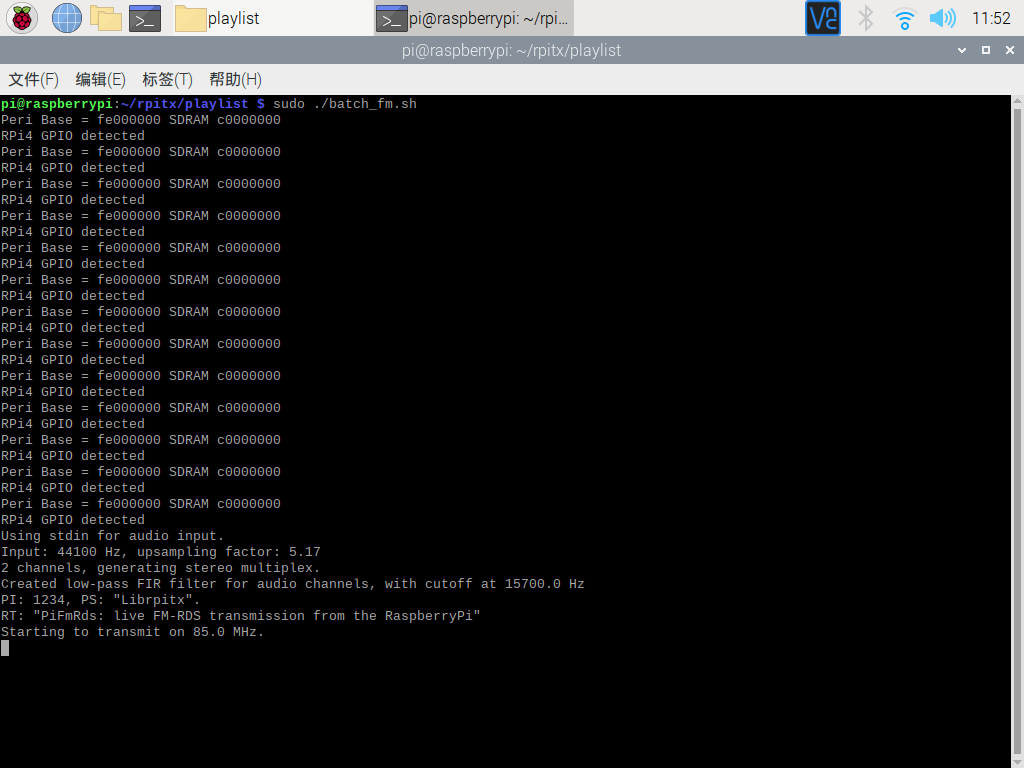 playlist
pi@raspberrypi: ~/rpi...
11:52
pi@raspberrypi: ~/rpitx/playlist
文件(F) 编辑(E) 标签(T) 帮助(H)
pi@raspberrypi:~/rpitx/playlist $ sudo ./batch_fm.sh
Peri Base = fe000000 SDRAM c0000000
RPi4 GPIO detected
Peri Base = fe000000 SDRAM c0000000
RPi4 GPIO detected
Peri Base = fe000000 SDRAM c0000000
RPi4 GPIO detected
Peri Base = fe000000 SDRAM c0000000
RPi4 GPIO detected
Peri Base = fe000000 SDRAM c0000000
RPi4 GPIO detected
Peri Base = fe000000 SDRAM c0000000
RPi4 GPIO detected
Peri Base = fe000000 SDRAM c0000000
RPi4 GPIO detected
Peri Base = fe000000 SDRAM c0000000
RPi4 GPIO detected
Peri Base = fe000000 SDRAM c0000000
RPi4 GPIO detected
Peri Base = fe000000 SDRAM c0000000
RPi4 GPIO detected
Peri Base = fe000000 SDRAM c0000000
RPi4 GPIO detected
Peri Base = fe000000 SDRAM c0000000
RPi4 GPIO detected
Peri Base = fe000000 SDRAM c0000000
RPi4 GPIO detected
Using stdin for audio input.
Input: 44100 Hz, upsampling factor: 5.17
2 channels, generating stereo multiplex.
Created low-pass FIR filter for audio channels, with cutoff at 15700.0 Hz
PI: 1234, PS: "Librpitx".
RT: "PiFmRds: live FM-RDS transmission from the RaspberryPi"
Starting to transmit on 85.0 MHz.